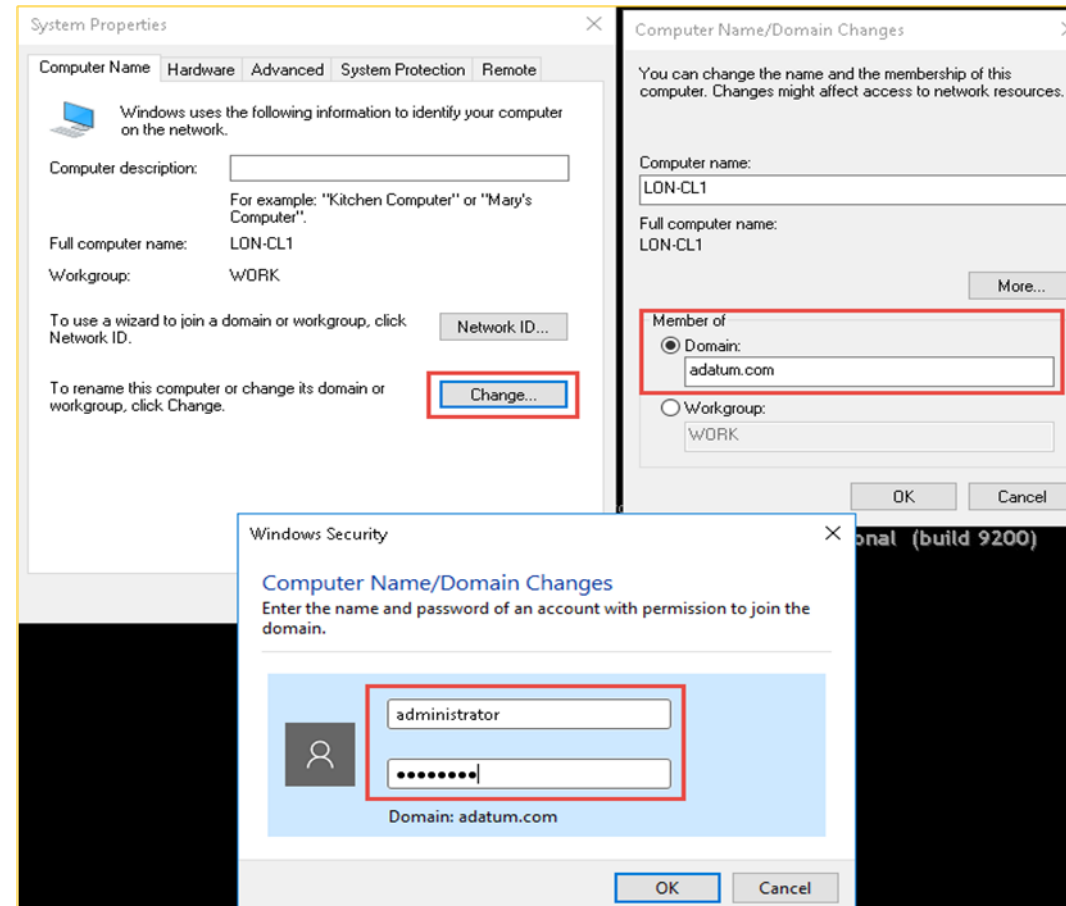 System Properties
Computer Name Hardware Advanced System Protection Remote
Windows uses the following information to identify your computer
on the network.
Computer description:
For example: "Kitchen Computer" or "Mary's
Computer".
Full computer name: LON-CL1
Workgroup: WORK
To use a wizard to join a domain or workgroup, click
Network ID.
Network ID...
To rename this computer or change its domain or
workgroup, click Change.
Change...
Computer Name/Domain Changes
You can change the name and the membership of this
computer. Changes might affect access to network resources.
Computer name:
LON-CL1
Full computer name:
LON-CL1
More...
Member of
Domain:
adatum.com
Workgroup:
WORK
OK Cancel
(build 9200)
Windows Security
Computer Name/Domain Changes
Enter the name and password of an account with permission to join the
domain.
administrator
Domain: adatum.com
OK Cancel